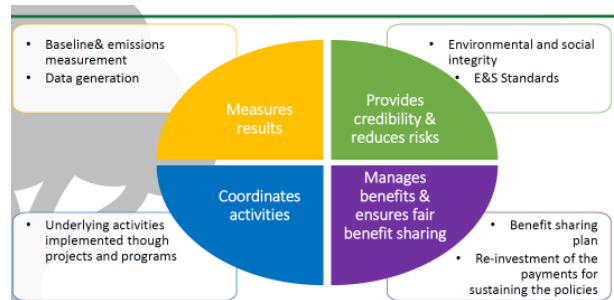 • Baseline& emissions
measurement
• Data generation
• Environmental and social
integrity
• E&S Standards
Measures
results
Provides
credibility &
reduces risks
Coordinates
activities
Manages
benefits &
ensures fair
benefit sharing
• Underlying activities
implemented though
projects and programs
• Benefit sharing
plan
• Re-investment of the
payments for
sustaining the policies